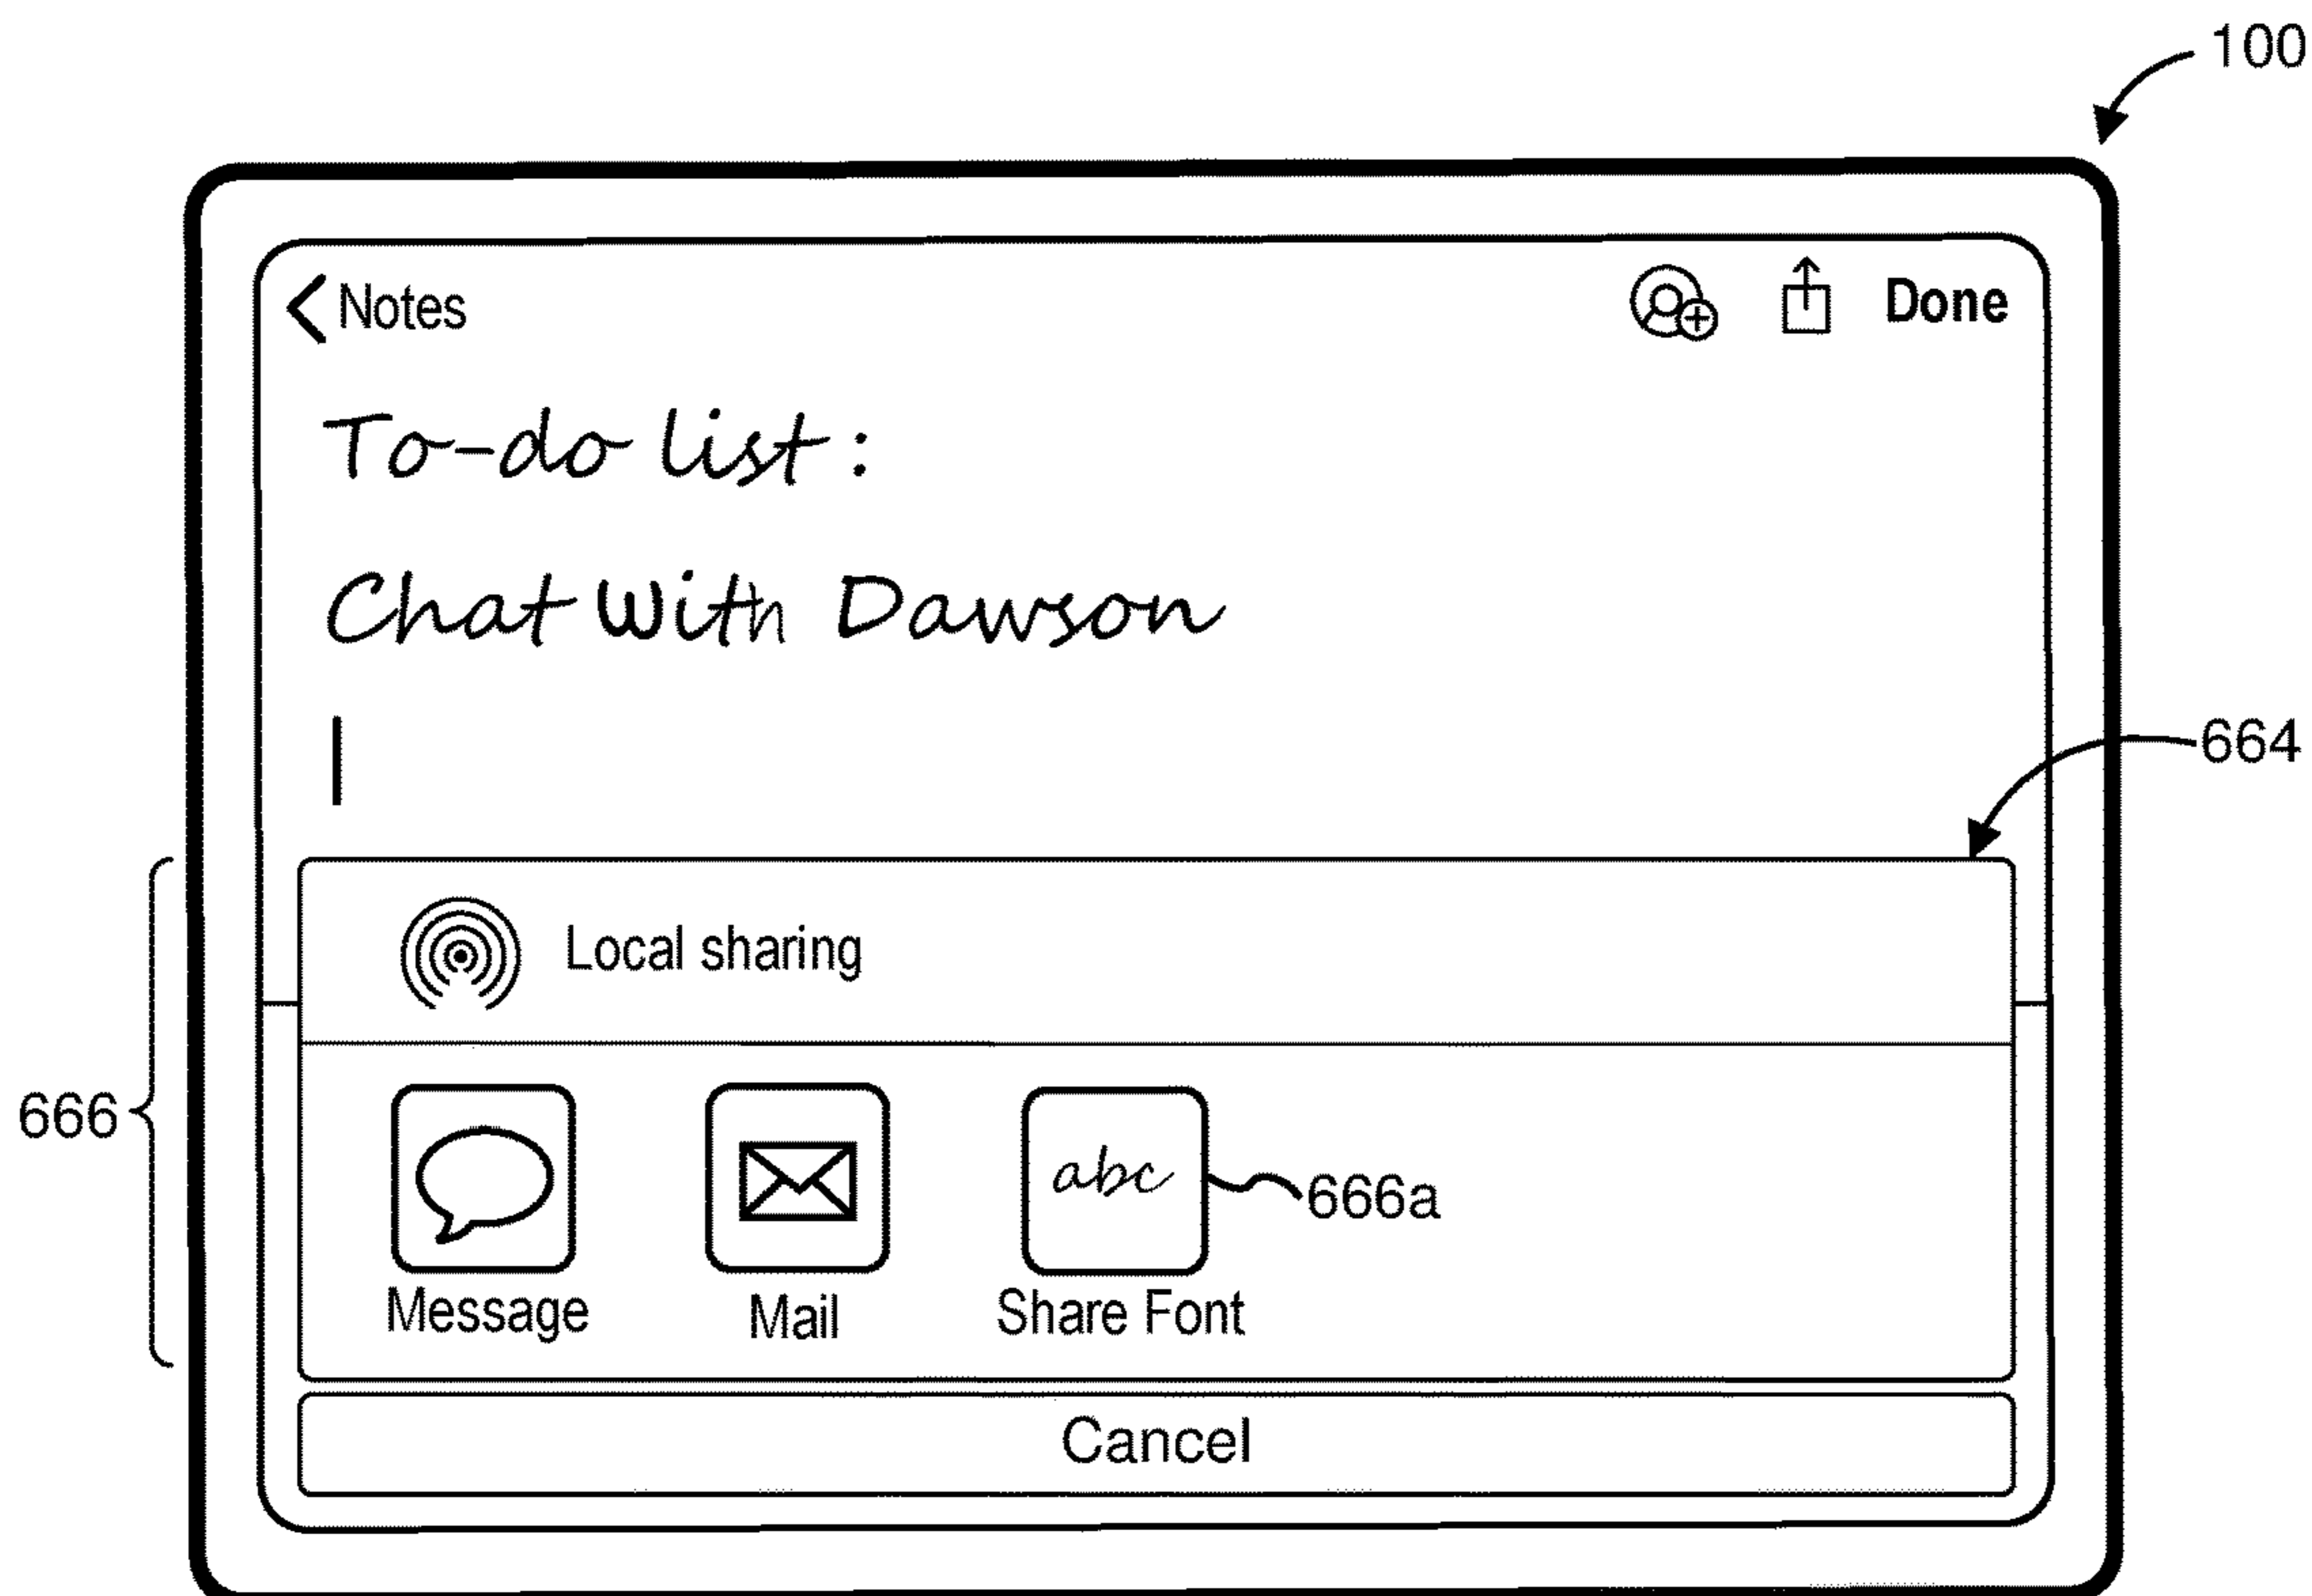 100
Notes Done
To-do list:
Chat With Dawson
664
Local sharing
666
abc
666a
Message Mail Share Font
Cancel